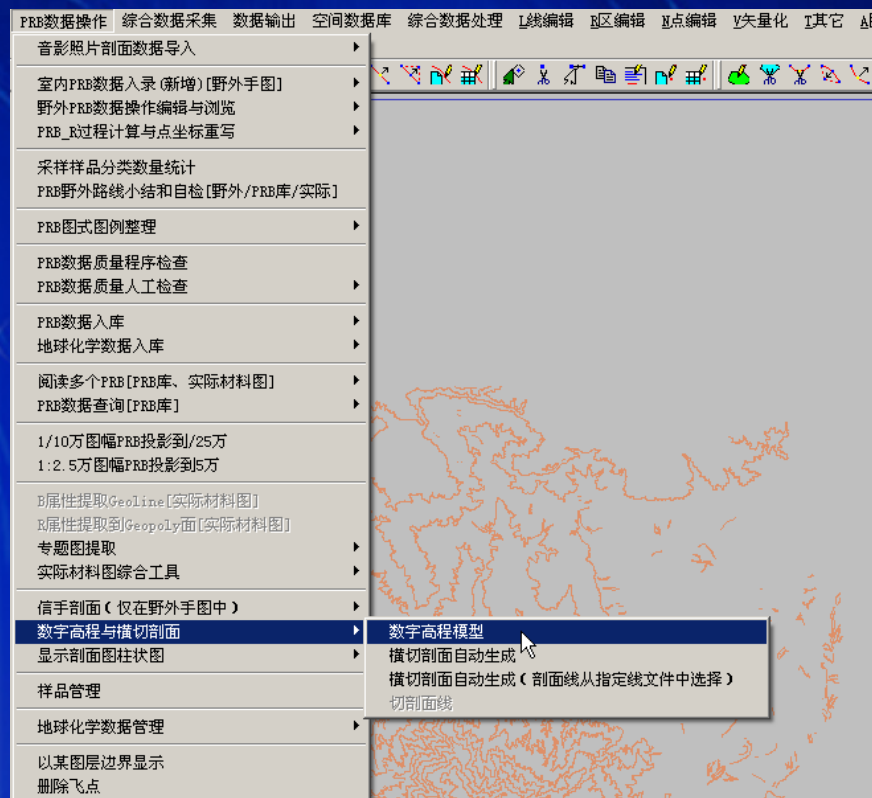 PRB数据操作 综合数据采集 数据输出 空间数据库 综合数据处理 L线编辑 R区编辑 N点编辑 V矢量化 T其它
音影照片剖面数据导入
室内PRB数据入录(新增)[野外手图]
野外PRB数据操作编辑与浏览
PRB_R过程计算与点坐标重写
采样样品分类数量统计
PRB野外路线小结和自检[野外/PRB库/实际]
PRB图式图例整理
PRB数据质量程序检查
PRB数据质量人工检查
PRB数据入库
地球化学数据入库
阅读多个PRB[PRB库、实际材料图]
PRB数据查询[PRB库]
1/10万图幅PRB投影到/25万
1:2.5万图幅PRB投影到5万
B属性提取Geoline[实际材料图]
R属性提取到Geopoly面[实际材料图]
专题图提取
实际材料图综合工具
信手剖面(仅在野外手图中)
数字高程与横切剖面
数字高程模型
显示剖面图柱状图
横切剖面自动生成
横切剖面自动生成(剖面线从指定线文件中选择)
切剖面线
样品管理
地球化学数据管理
以某图层边界显示
删除飞点